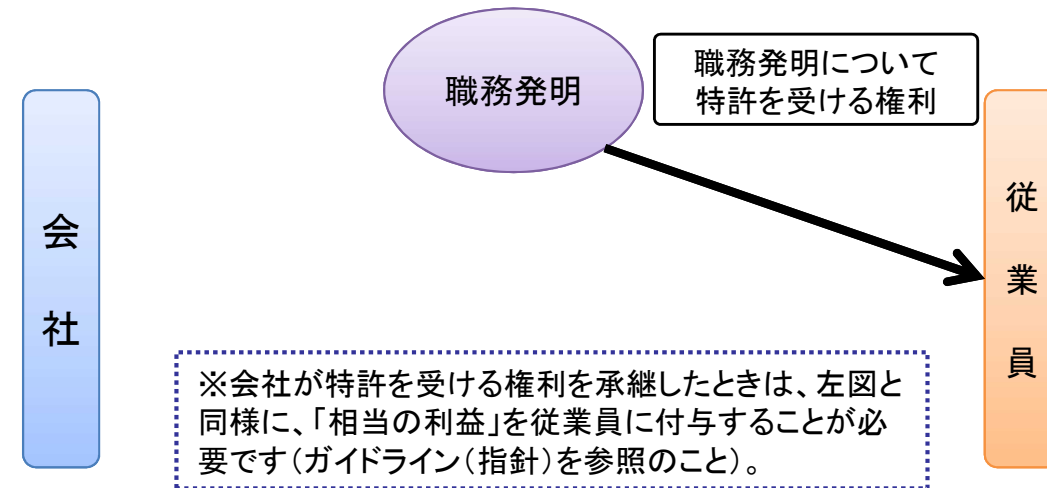 職務発明
職務発明について
特許を受ける権利
会社
従業員
※会社が特許を受ける権利を承継したときは、左図と
同様に、「相当の利益」を従業員に付与することが必
要です(ガイドライン(指針)を参照のこと)。